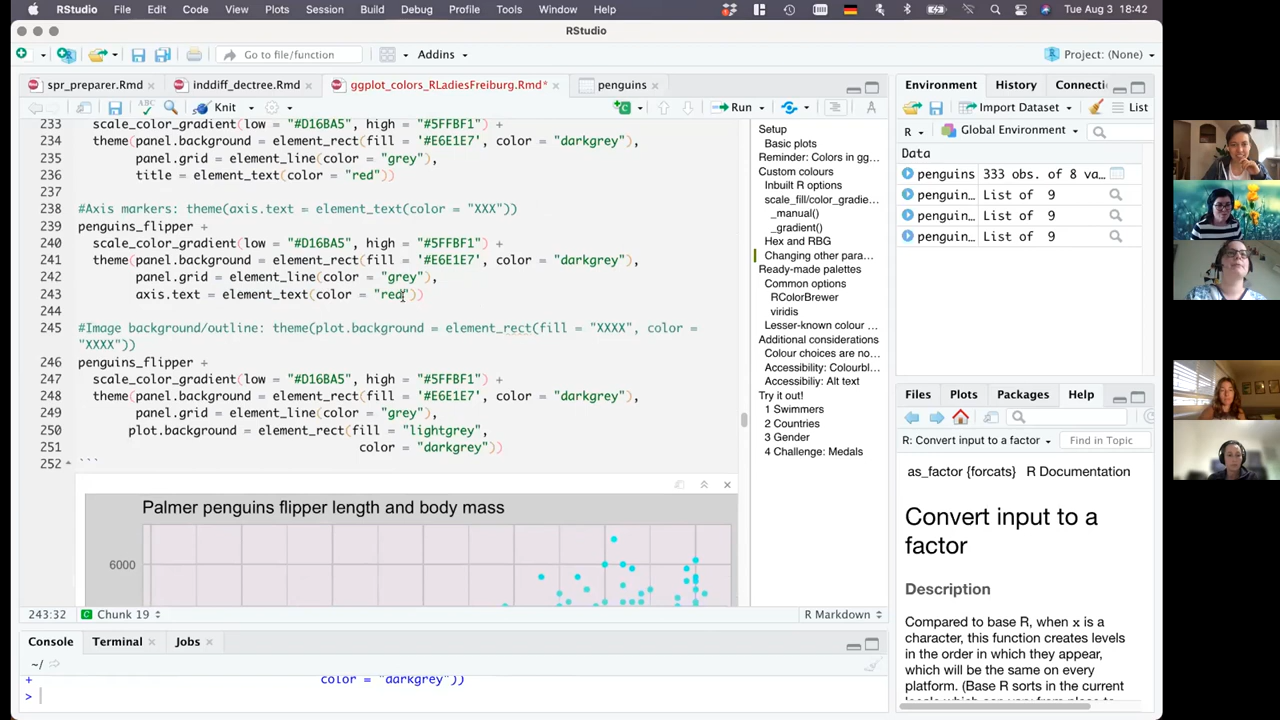 RStudio File Edit Code View Plots Session Build Debug Profile Tools Window Help Tue Aug 3 18:42
RStudio
Go to file/function Addins Project: (None)
spr_preparer.Rmd inddiff_dectree.Rmd ggplot_colors_RLadiesFreiburg.Rmd* penguins
Knit Run
233 scale_color_gradient(low = "#D16BA5", high = "#5FFBF1") +
234 theme(panel.background = element_rect(fill = '#E6E1E7', color = "darkgrey"),
235 panel.grid = element_line(color = "grey"),
236 title = element_text(color = "red"))
237
238 #Axis markers: theme(axis.text = element_text(color = "XXX"))
239 penguins_flipper +
240 scale_color_gradient(low = "#D16BA5", high = "#5FFBF1") +
241 theme(panel.background = element_rect(fill = '#E6E1E7', color = "darkgrey"),
242 panel.grid = element_line(color = "grey"),
243 axis.text = element_text(color = "red"))
244
245 #Image background/outline: theme(plot.background = element_rect(fill = "XXXX", color =
"XXXX"))
246 penguins_flipper +
247 scale_color_gradient(low = "#D16BA5", high = "#5FFBF1") +
248 theme(panel.background = element_rect(fill = '#E6E1E7', color = "darkgrey"),
249 panel.grid = element_line(color = "grey"),
250 plot.background = element_rect(fill = "lightgrey",
251 color = "darkgrey"))
252 ```
Palmer penguins flipper length and body mass
6000
243:32 Chunk 19 R Markdown
Console Terminal Jobs
~/
+ color = "darkgrey"))
>
Setup
Basic plots
Reminder: Colors in gg...
Custom colours
Inbuilt R options
scale_fill/color_gradie...
_manual()
_gradient()
Hex and RBG
Changing other para...
Ready-made palettes
Common options
RColorBrewer
viridis
Lesser-known colour ...
Additional considerations
Colour choices are no...
Accessibility: Colourbl...
Accessibiliy: Alt text
Try it out!
1 Swimmers
2 Countries
3 Gender
4 Challenge: Medals
Environment History Connecti
Import Dataset List
R Global Environment
Data
penguins 333 obs. of 8 va...
penguin... List of 9
penguin... List of 9
penguin... List of 9
Files Plots Packages Help
R: Convert input to a factor Find in Topic
as_factor {forcats} R Documentation
Convert input to a
factor
Description
Compared to base R, when x is a
character, this function creates levels
in the order in which they appear,
which will be the same on every
platform. (Base R sorts in the current